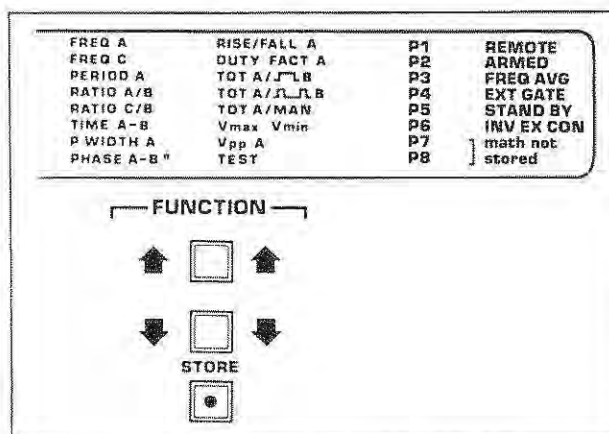 FREQ A RISE/FALL A P1 REMOTE
FREQ C DUTY FACT A P2 ARMED
PERIOD A TOT A/ B P3 FREQ AVG
RATIO A/B TOT A/ B P4 EXT GATE
RATIO C/B TOT A/MAN P5 STAND BY
TIME A-B Vmax Vmin P6 INV EX CON
P WIDTH A Vpp A P7 math not
PHASE A-B° TEST P8 stored
FUNCTION
STORE